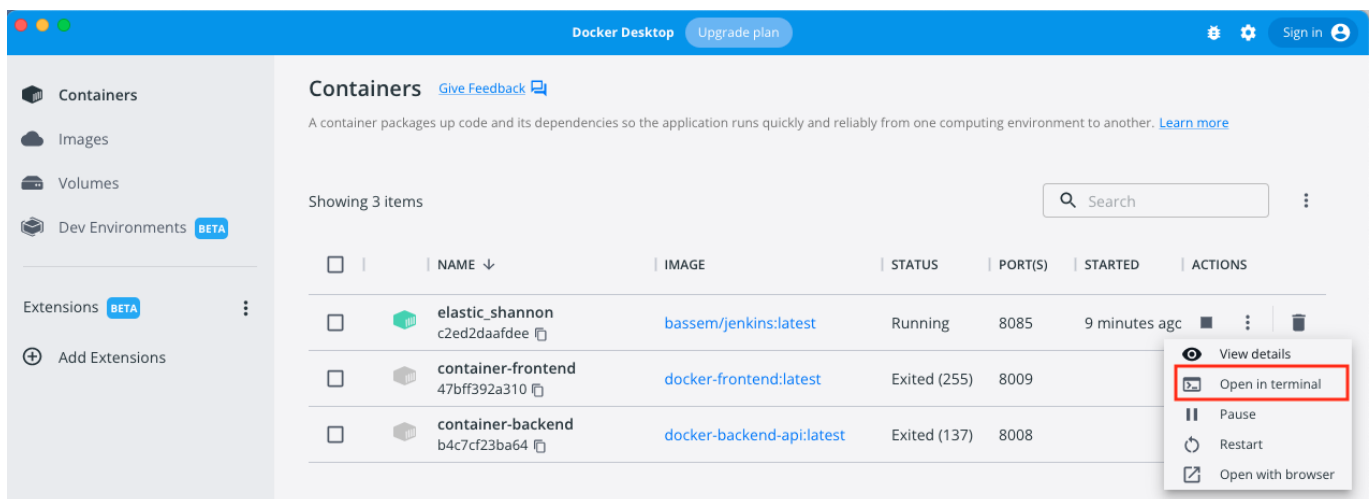 Docker Desktop Upgrade plan Sign in
Containers
Images
Volumes
Dev Environments BETA
Extensions BETA
Add Extensions
Containers Give Feedback
A container packages up code and its dependencies so the application runs quickly and reliably from one computing environment to another. Learn more
Showing 3 items Search
NAME IMAGE STATUS PORT(S) STARTED ACTIONS
elastic_shannon
c2ed2daafdee
bassem/jenkins:latest Running 8085 9 minutes ago
container-frontend
47bff392a310
docker-frontend:latest Exited (255) 8009
container-backend
b4c7cf23ba64
docker-backend-api:latest Exited (137) 8008
View details
Open in terminal
Pause
Restart
Open with browser